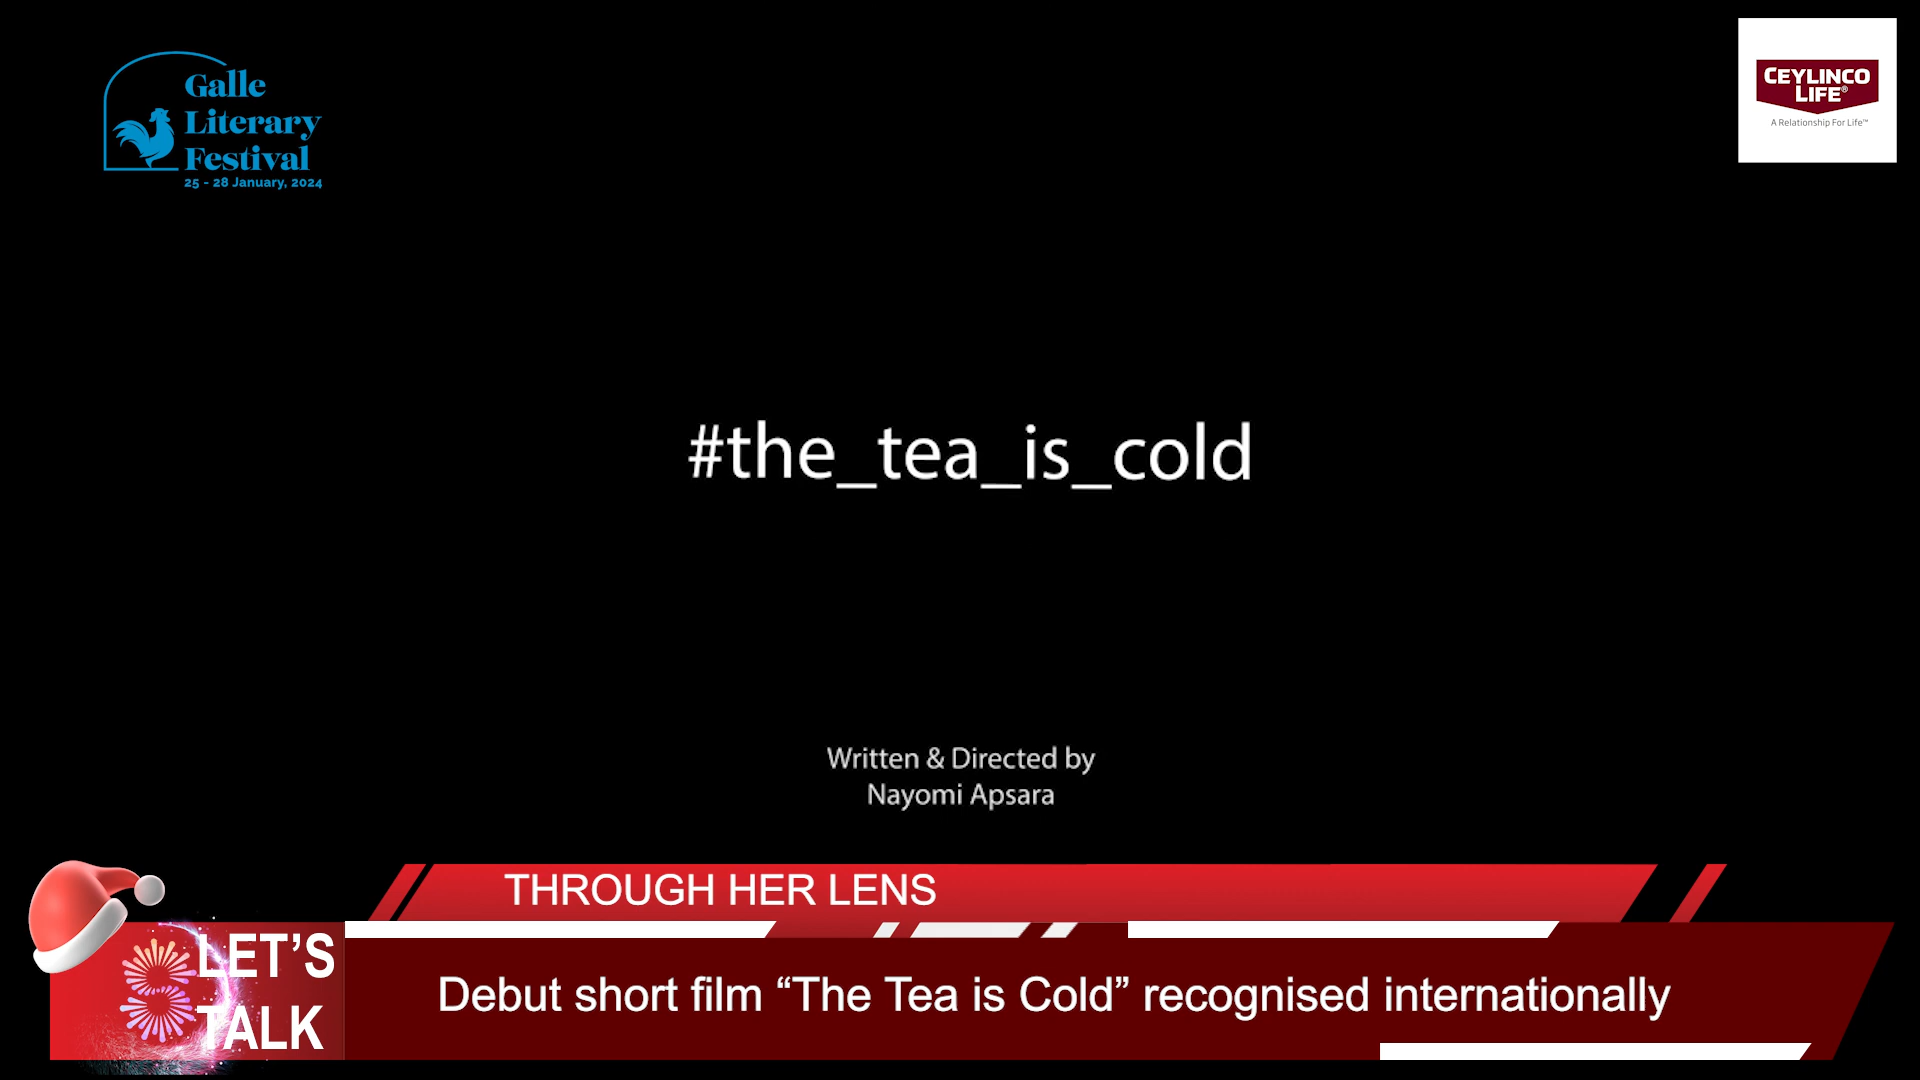 Galle
Literary
Festival
25 - 28 January, 2024
CEYLINCO
LIFE®
A Relationship For Life™
#the_tea_is_cold
Written & Directed by
Nayomi Apsara
THROUGH HER LENS
LET’S
TALK
Debut short film “The Tea is Cold” recognised internationally